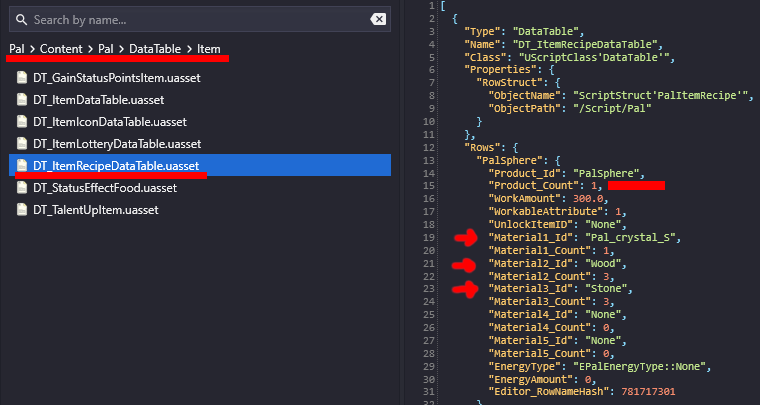 Search by name...
Pal > Content > Pal > DataTable > Item
DT_GainStatusPointsItem.uasset
DT_ItemDataTable.uasset
DT_ItemIconDataTable.uasset
DT_ItemLotteryDataTable.uasset
DT_ItemRecipeDataTable.uasset
DT_StatusEffectFood.uasset
DT_TalentUpItem.uasset
1 [
2 {
3 "Type": "DataTable",
4 "Name": "DT_ItemRecipeDataTable",
5 "Class": "UScriptClass'DataTable'",
6 "Properties": {
7 "RowStruct": {
8 "ObjectName": "ScriptStruct'PalItemRecipe'",
9 "ObjectPath": "/Script/Pal"
10 }
11 },
12 "Rows": {
13 "PalSphere": {
14 "Product_Id": "PalSphere",
15 "Product_Count": 1,
16 "WorkAmount": 300.0,
17 "WorkableAttribute": 1,
18 "UnlockItemID": "None",
19 "Material1_Id": "Pal_crystal_S",
20 "Material1_Count": 1,
21 "Material2_Id": "Wood",
22 "Material2_Count": 3,
23 "Material3_Id": "Stone",
24 "Material3_Count": 3,
25 "Material4_Id": "None",
26 "Material4_Count": 0,
27 "Material5_Id": "None",
28 "Material5_Count": 0,
29 "EnergyType": "EPalEnergyType::None",
30 "EnergyAmount": 0,
31 "Editor_RowNameHash": 781717301
32 }